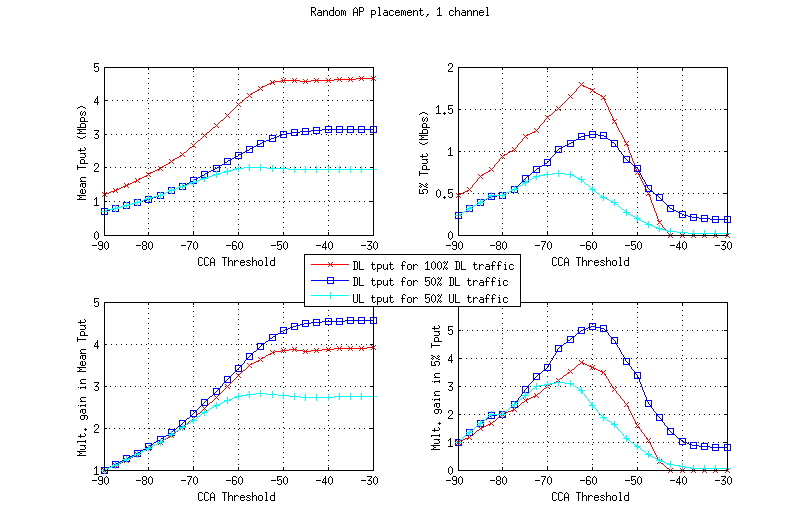 Random AP placement, 1 channel
5
4
3
2
1
0
Mean Tput (Mbps)
-90 -80 -70 -60 -50 -40 -30
CCA Threshold
2
1.5
1
0.5
0
5% Tput (Mbps)
-90 -80 -70 -60 -50 -40 -30
CCA Threshold
DL tput for 100% DL traffic
DL tput for 50% DL traffic
UL tput for 50% UL traffic
5
4
3
2
1
Mult. gain in Mean Tput
-90 -80 -70 -60 -50 -40 -30
CCA Threshold
5
4
3
2
1
0
Mult. gain in 5% Tput
-90 -80 -70 -60 -50 -40 -30
CCA Threshold